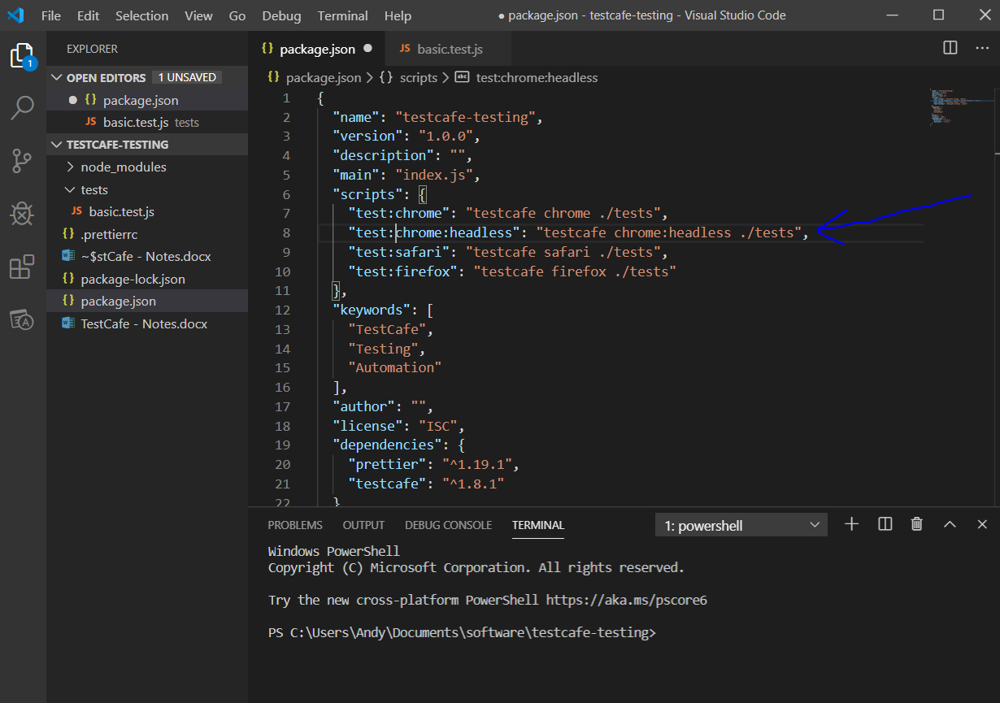 File Edit Selection View Go Debug Terminal Help ● package.json - testcafe-testing - Visual Studio Code
1
EXPLORER
OPEN EDITORS 1 UNSAVED
● {} package.json
JS basic.test.js tests
TESTCAFE-TESTING
node_modules
tests
JS basic.test.js
{} .prettierrc
~$stCafe - Notes.docx
{} package-lock.json
{} package.json
TestCafe - Notes.docx
{} package.json ● JS basic.test.js
{} package.json > {} scripts > abc test:chrome:headless
1 {
2 "name": "testcafe-testing",
3 "version": "1.0.0",
4 "description": "",
5 "main": "index.js",
6 "scripts": {
7 "test:chrome": "testcafe chrome ./tests",
8 "test:chrome:headless": "testcafe chrome:headless ./tests",
9 "test:safari": "testcafe safari ./tests",
10 "test:firefox": "testcafe firefox ./tests"
11 },
12 "keywords": [
13 "TestCafe",
14 "Testing",
15 "Automation"
16 ],
17 "author": "",
18 "license": "ISC",
19 "dependencies": {
20 "prettier": "^1.19.1",
21 "testcafe": "^1.8.1"
22 }
PROBLEMS OUTPUT DEBUG CONSOLE TERMINAL 1: powershell
Windows PowerShell
Copyright (C) Microsoft Corporation. All rights reserved.
Try the new cross-platform PowerShell https://aka.ms/pscore6
PS C:\Users\Andy\Documents\software\testcafe-testing>